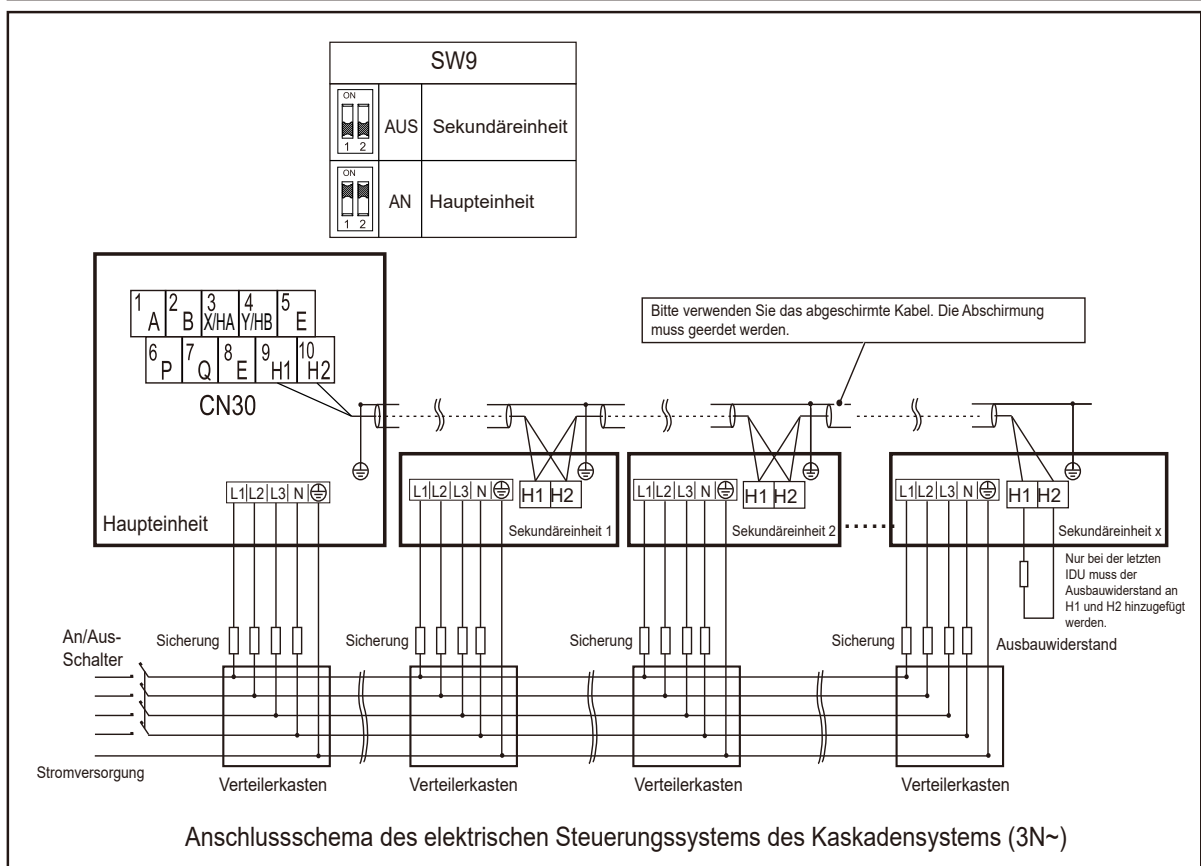 SW9
ON
1 2
AUS Sekundäreinheit
ON
1 2
AN Haupteinheit
1 A 2 B 3 X/HA 4 Y/HB 5 E
6 P 7 Q 8 E 9 H1 10 H2
CN30
Bitte verwenden Sie das abgeschirmte Kabel. Die Abschirmung
muss geerdet werden.
L1 L2 L3 N
Haupteinheit
L1 L2 L3 N
H1 H2
Sekundäreinheit 1
L1 L2 L3 N
H1 H2
Sekundäreinheit 2
L1 L2 L3 N
H1 H2
Sekundäreinheit x
Nur bei der letzten
IDU muss der
Ausbauwiderstand an
H1 und H2 hinzugefügt
werden.
An/Aus-
Schalter
Sicherung
Sicherung
Sicherung
Sicherung
Ausbauwiderstand
Stromversorgung
Verteilerkasten
Verteilerkasten
Verteilerkasten
Verteilerkasten
Anschlussschema des elektrischen Steuerungssystems des Kaskadensystems (3N~)